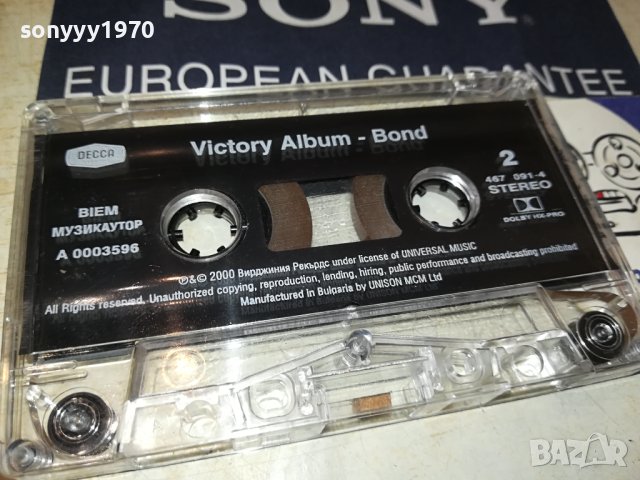 sonyyy1970
SONY
EUROPEAN GUARANTEE
DECCA
Victory Album - Bond
2
467 091-4
STEREO
BIEM
МУЗИКАУТОР
A 0003596
DOLBY HX-PRO
℗&© 2000 Вирджиния Рекърдс under license of UNIVERSAL MUSIC
All Rights reserved. Unauthorized copying, reproduction, lending, hiring, public performance and broadcasting prohibited
Manufactured in Bulgaria by UNISON MCM Ltd
BAZAR